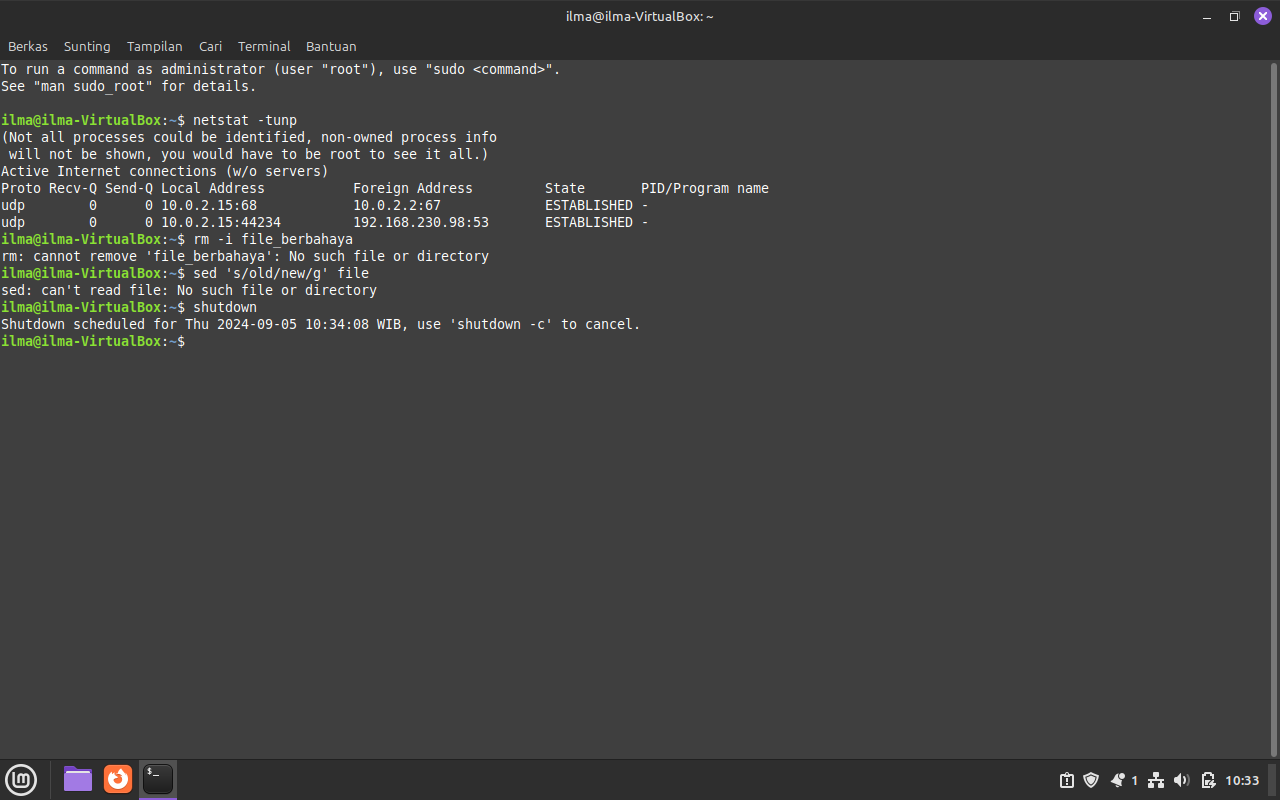 ilma@ilma-VirtualBox: ~
Berkas Sunting Tampilan Cari Terminal Bantuan
To run a command as administrator (user "root"), use "sudo <command>".
See "man sudo_root" for details.
ilma@ilma-VirtualBox:~$ netstat -tunp
(Not all processes could be identified, non-owned process info
 will not be shown, you would have to be root to see it all.)
Active Internet connections (w/o servers)
Proto Recv-Q Send-Q Local Address           Foreign Address         State       PID/Program name
udp        0      0 10.0.2.15:68            10.0.2.2:67             ESTABLISHED -
udp        0      0 10.0.2.15:44234         192.168.230.98:53       ESTABLISHED -
ilma@ilma-VirtualBox:~$ rm -i file_berbahaya
rm: cannot remove 'file_berbahaya': No such file or directory
ilma@ilma-VirtualBox:~$ sed 's/old/new/g' file
sed: can't read file: No such file or directory
ilma@ilma-VirtualBox:~$ shutdown
Shutdown scheduled for Thu 2024-09-05 10:34:08 WIB, use 'shutdown -c' to cancel.
ilma@ilma-VirtualBox:~$
$_
1 10:33